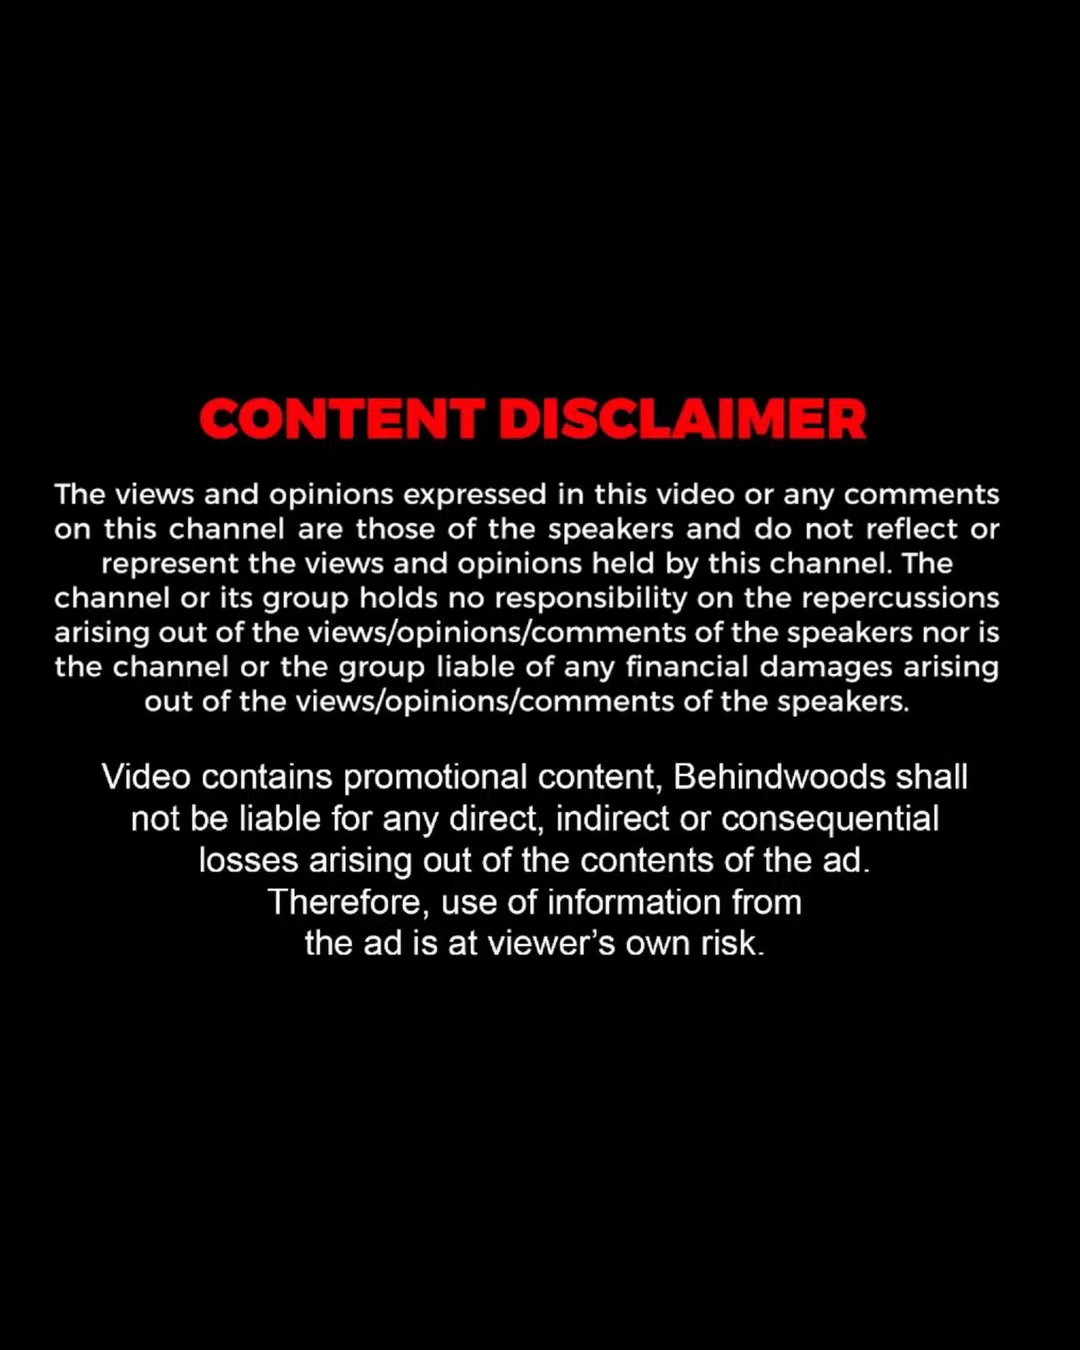 CONTENT DISCLAIMER
The views and opinions expressed in this video or any comments
on this channel are those of the speakers and do not reflect or
represent the views and opinions held by this channel. The
channel or its group holds no responsibility on the repercussions
arising out of the views/opinions/comments of the speakers nor is
the channel or the group liable of any financial damages arising
out of the views/opinions/comments of the speakers.
Video contains promotional content, Behindwoods shall
not be liable for any direct, indirect or consequential
losses arising out of the contents of the ad.
Therefore, use of information from
the ad is at viewer’s own risk.